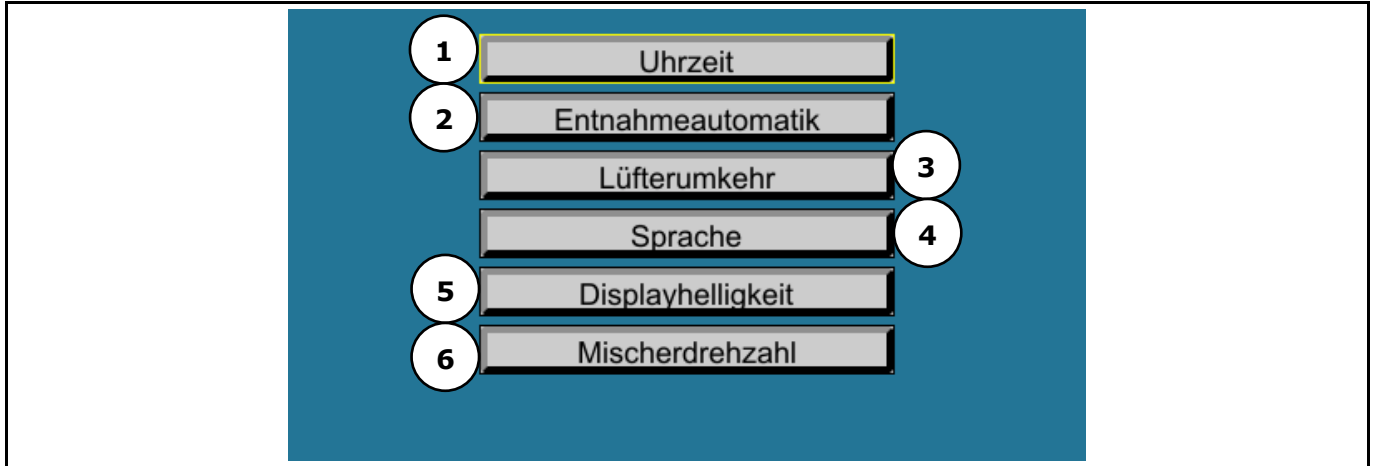 1 Uhrzeit
2 Entnahmeautomatik
Lüfterumkehr 3
Sprache 4
5 Displayhelligkeit
6 Mischerdrehzahl